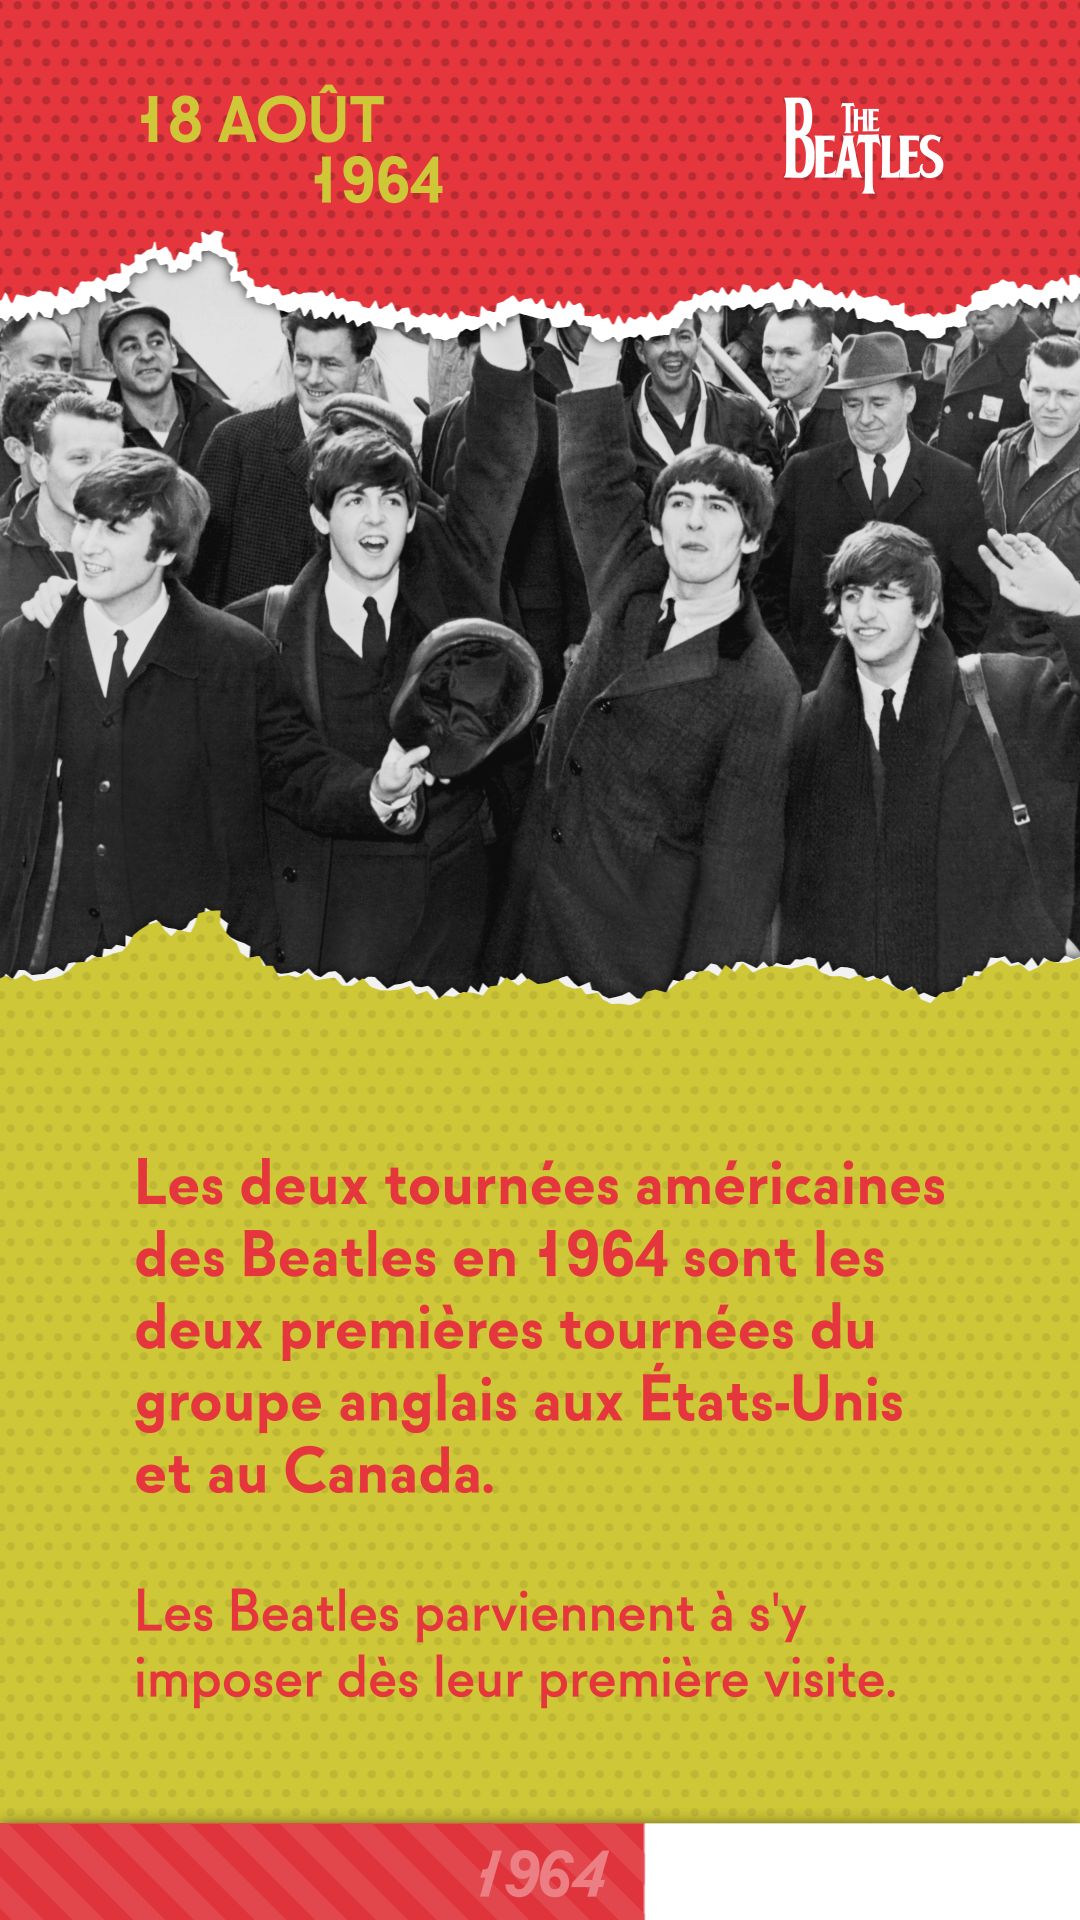 18 AOÛT
1964
THE
BEATLES
Les deux tournées américaines
des Beatles en 1964 sont les
deux premières tournées du
groupe anglais aux États-Unis
et au Canada.
Les Beatles parviennent à s'y
imposer dès leur première visite.
1964